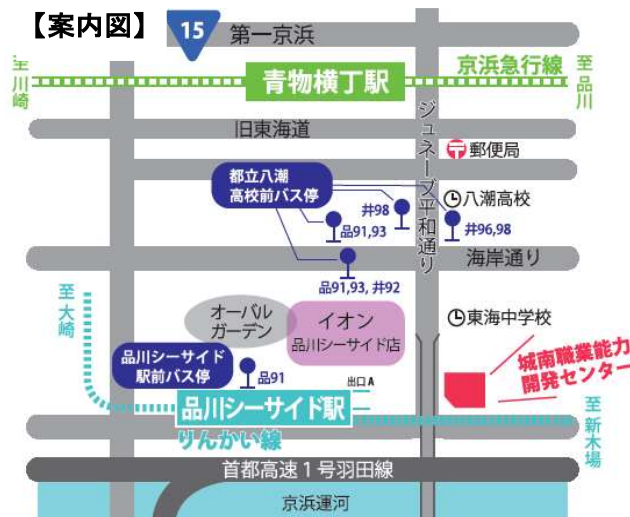 【案内図】
15
第一京浜
至川崎
青物横丁駅
京浜急行線
至品川
旧東海道
ジュネーブ平和通り
郵便局
都立八潮
高校前バス停
八潮高校
井98
品91,93
井96,98
海岸通り
品91,93, 井92
至大崎
オーバル
ガーデン
イオン
品川シーサイド店
東海中学校
品川シーサイド
駅前バス停
品91
出口A
城南職業能力
開発センター
品川シーサイド駅
りんかい線
至新木場
首都高速1号羽田線
京浜運河